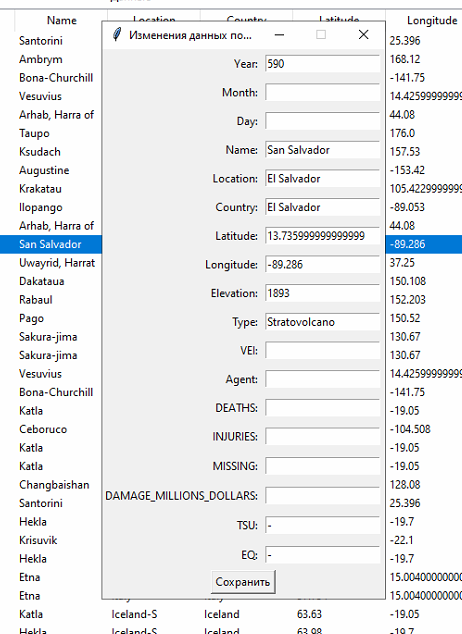 Name Location Country Latitude Longitude
Изменения данных по...
Santorini 25.396
Year: 590
Ambrym 168.12
Bona-Churchill -141.75
Month:
Vesuvius 14.42599999999
Arhab, Harra of 44.08
Day:
Taupo 176.0
Ksudach 157.53
Name: San Salvador
Augustine -153.42
Krakatau 105.4229999999
Location: El Salvador
Ilopango -89.053
Country: El Salvador
Arhab, Harra of 44.08
Latitude: 13.735999999999999
San Salvador -89.286
Uwayrid, Harrat 37.25
Longitude: -89.286
Dakataua 150.108
Elevation: 1893
Rabaul 152.203
Pago 150.52
Type: Stratovolcano
Sakura-jima 130.67
Sakura-jima 130.67
VEI:
Vesuvius 14.42599999999
Agent:
Bona-Churchill -141.75
Katla -19.05
DEATHS:
Ceboruco -104.508
INJURIES:
Katla -19.05
Katla -19.05
MISSING:
Changbaishan 128.08
DAMAGE_MILLIONS_DOLLARS:
Santorini 25.396
Hekla -19.7
TSU: -
Krisuvik -22.1
EQ: -
Hekla -19.7
Etna 15.00400000000
Сохранить
Etna 15.00400000000
Katla Iceland-S Iceland 63.63 -19.05
Hekla Iceland-S Iceland 63.98 -19.7